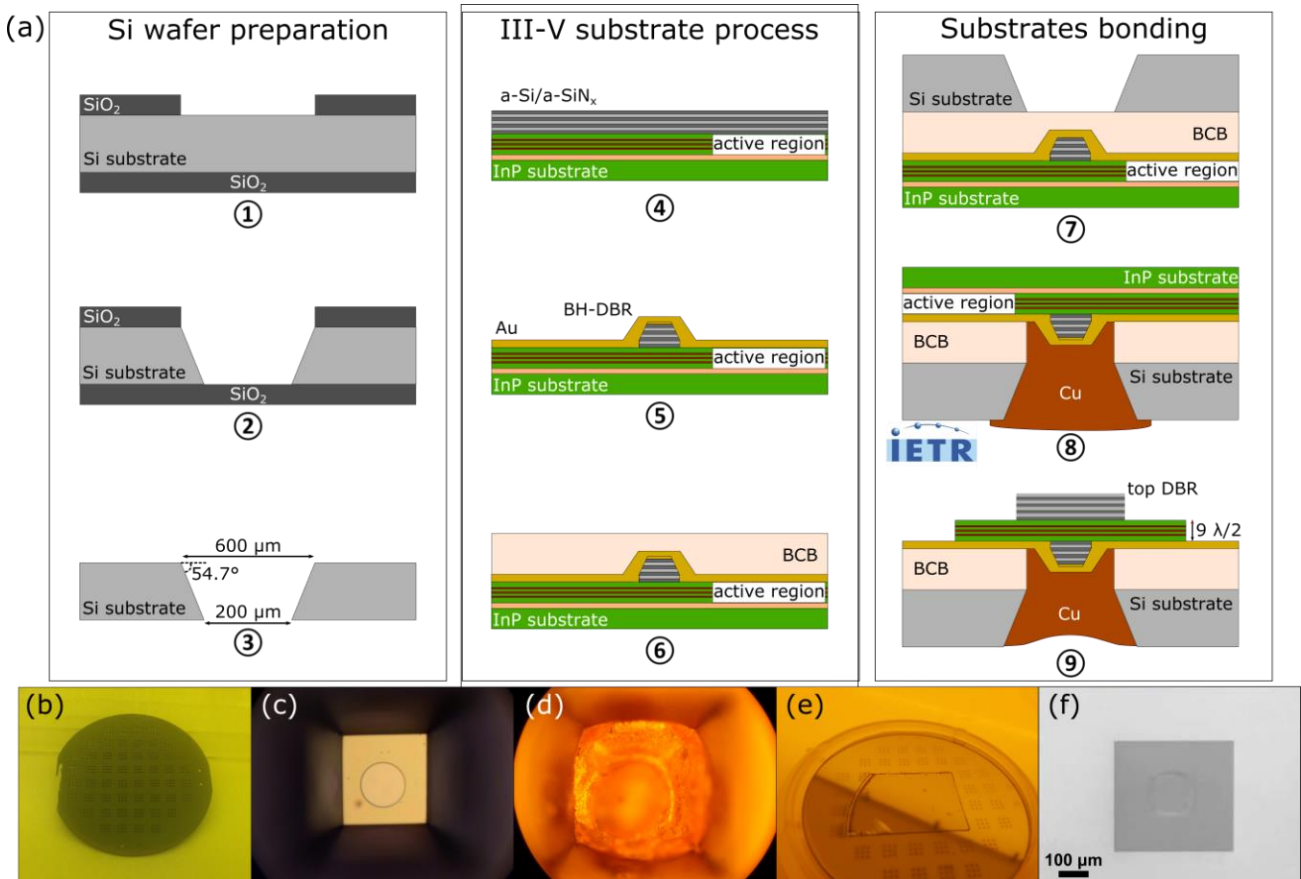 (a)
Si wafer preparation
SiO₂
Si substrate
SiO₂
①
SiO₂
Si substrate
SiO₂
②
600 µm
54.7°
Si substrate
200 µm
③
III-V substrate process
a-Si/a-SiNₓ
active region
InP substrate
④
BH-DBR
Au
active region
InP substrate
⑤
BCB
active region
InP substrate
⑥
Substrates bonding
Si substrate
BCB
active region
InP substrate
⑦
InP substrate
active region
BCB
Si substrate
Cu
iETR
⑧
top DBR
9 λ/2
BCB
Si substrate
Cu
⑨
(b)
(c)
(d)
(e)
(f)
100 µm